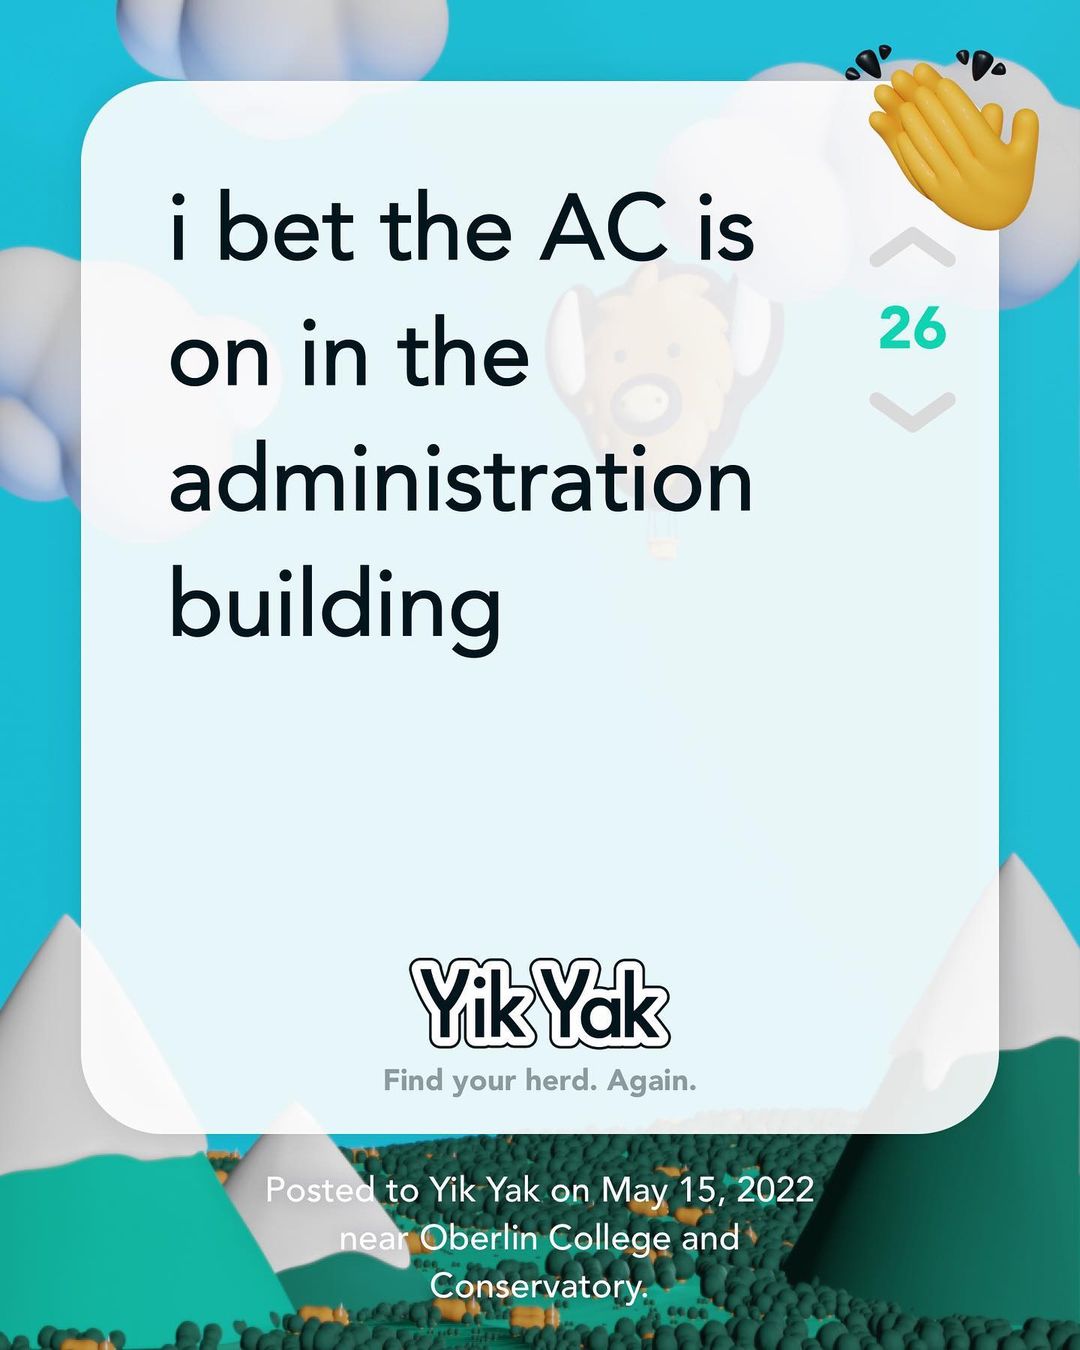 i bet the AC is
on in the
administration
building
26
Yik Yak
Find your herd. Again.
Posted to Yik Yak on May 15, 2022
near Oberlin College and
Conservatory.